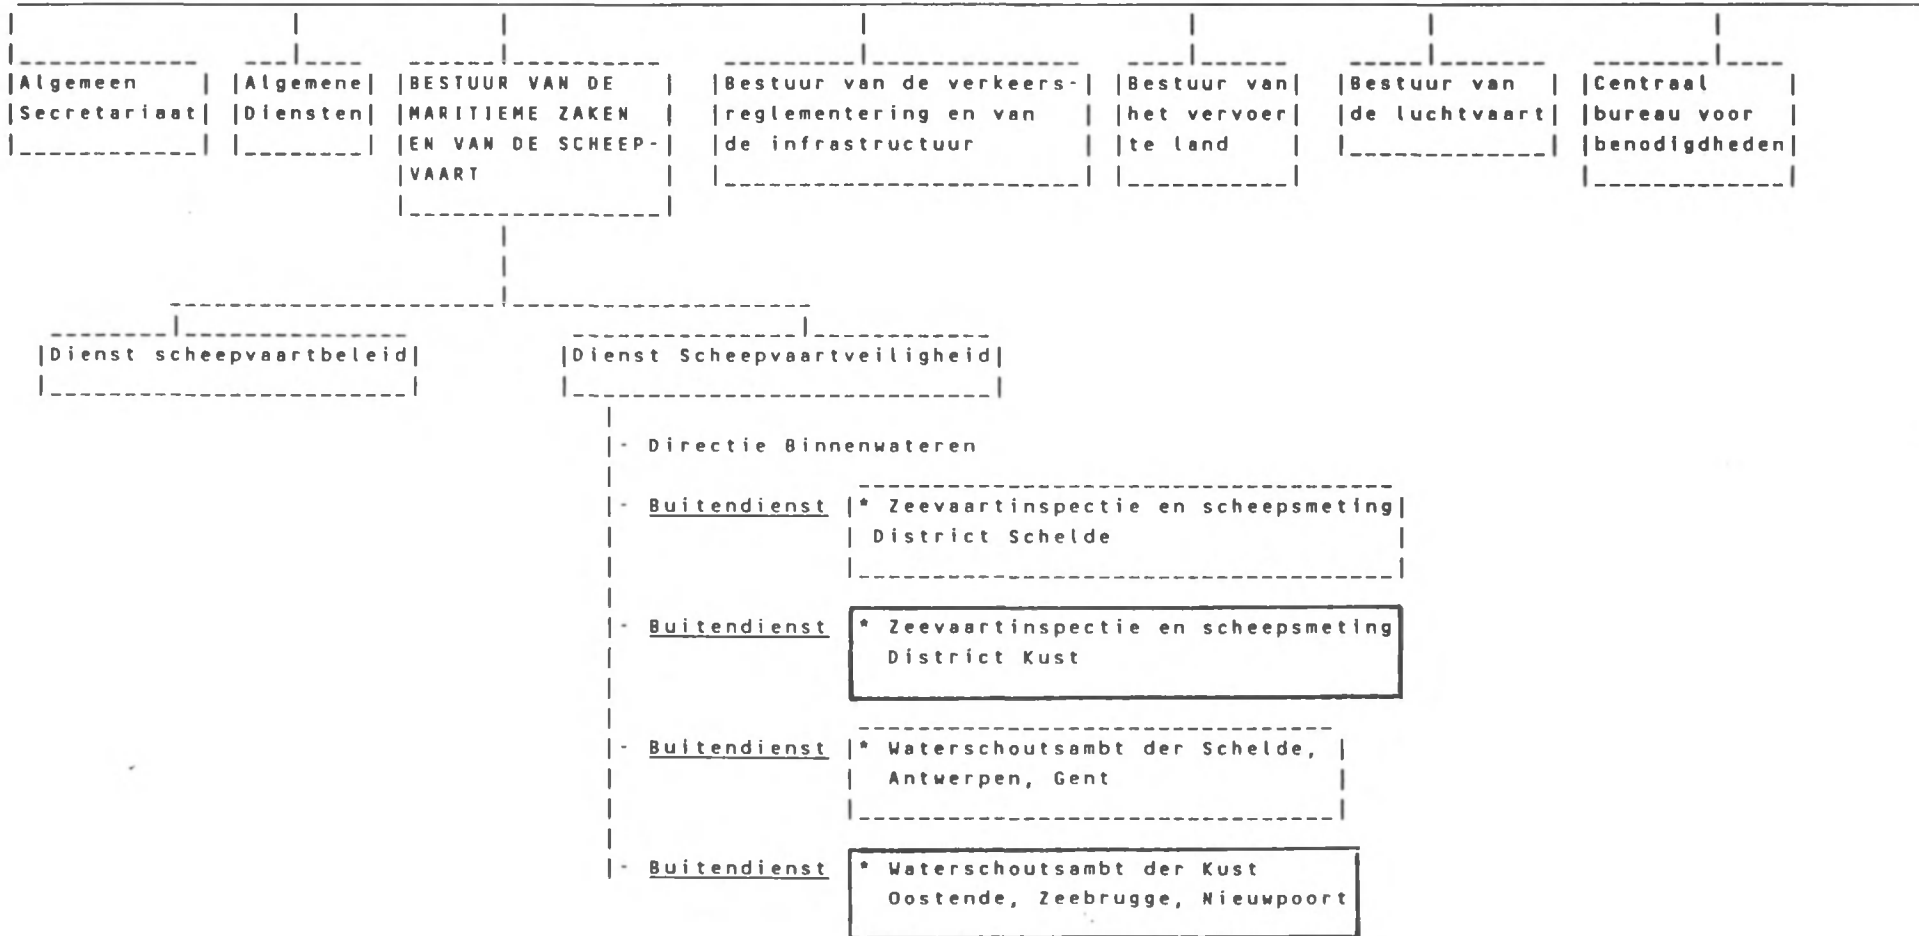 Algemeen
Secretariaat
Algemene
Diensten
BESTUUR VAN DE
MARITIEME ZAKEN
EN VAN DE SCHEEP-
VAART
Bestuur van de verkeers-
reglementering en van
de infrastructuur
Bestuur van
het vervoer
te land
Bestuur van
de luchtvaart
Centraal
bureau voor
benodigdheden
Dienst scheepvaartbeleid
Dienst Scheepvaartveiligheid
- Directie Binnenwateren
- Buitendienst * Zeevaartinspectie en scheepsmeting
District Schelde
- Buitendienst * Zeevaartinspectie en scheepsmeting
District Kust
- Buitendienst * Waterschoutsambt der Schelde,
Antwerpen, Gent
- Buitendienst * Waterschoutsambt der Kust
Oostende, Zeebrugge, Nieuwpoort